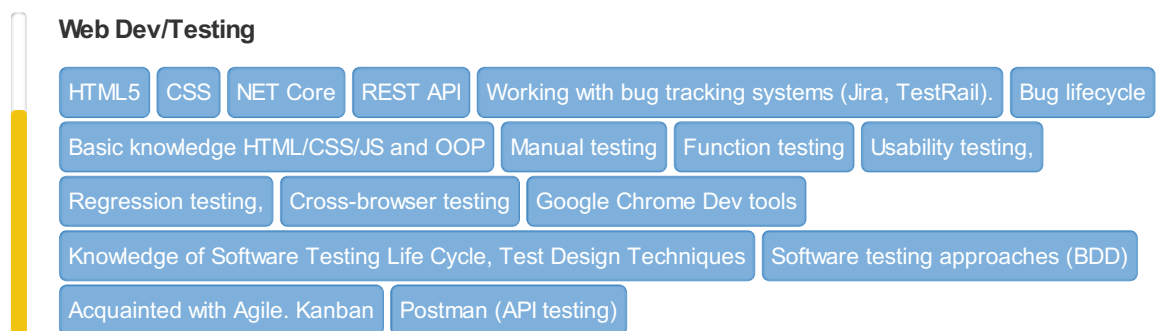 Web Dev/Testing
HTML5 CSS NET Core REST API Working with bug tracking systems (Jira, TestRail). Bug lifecycle
Basic knowledge HTML/CSS/JS and OOP Manual testing Function testing Usability testing,
Regression testing, Cross-browser testing Google Chrome Dev tools
Knowledge of Software Testing Life Cycle, Test Design Techniques Software testing approaches (BDD)
Acquainted with Agile. Kanban Postman (API testing)